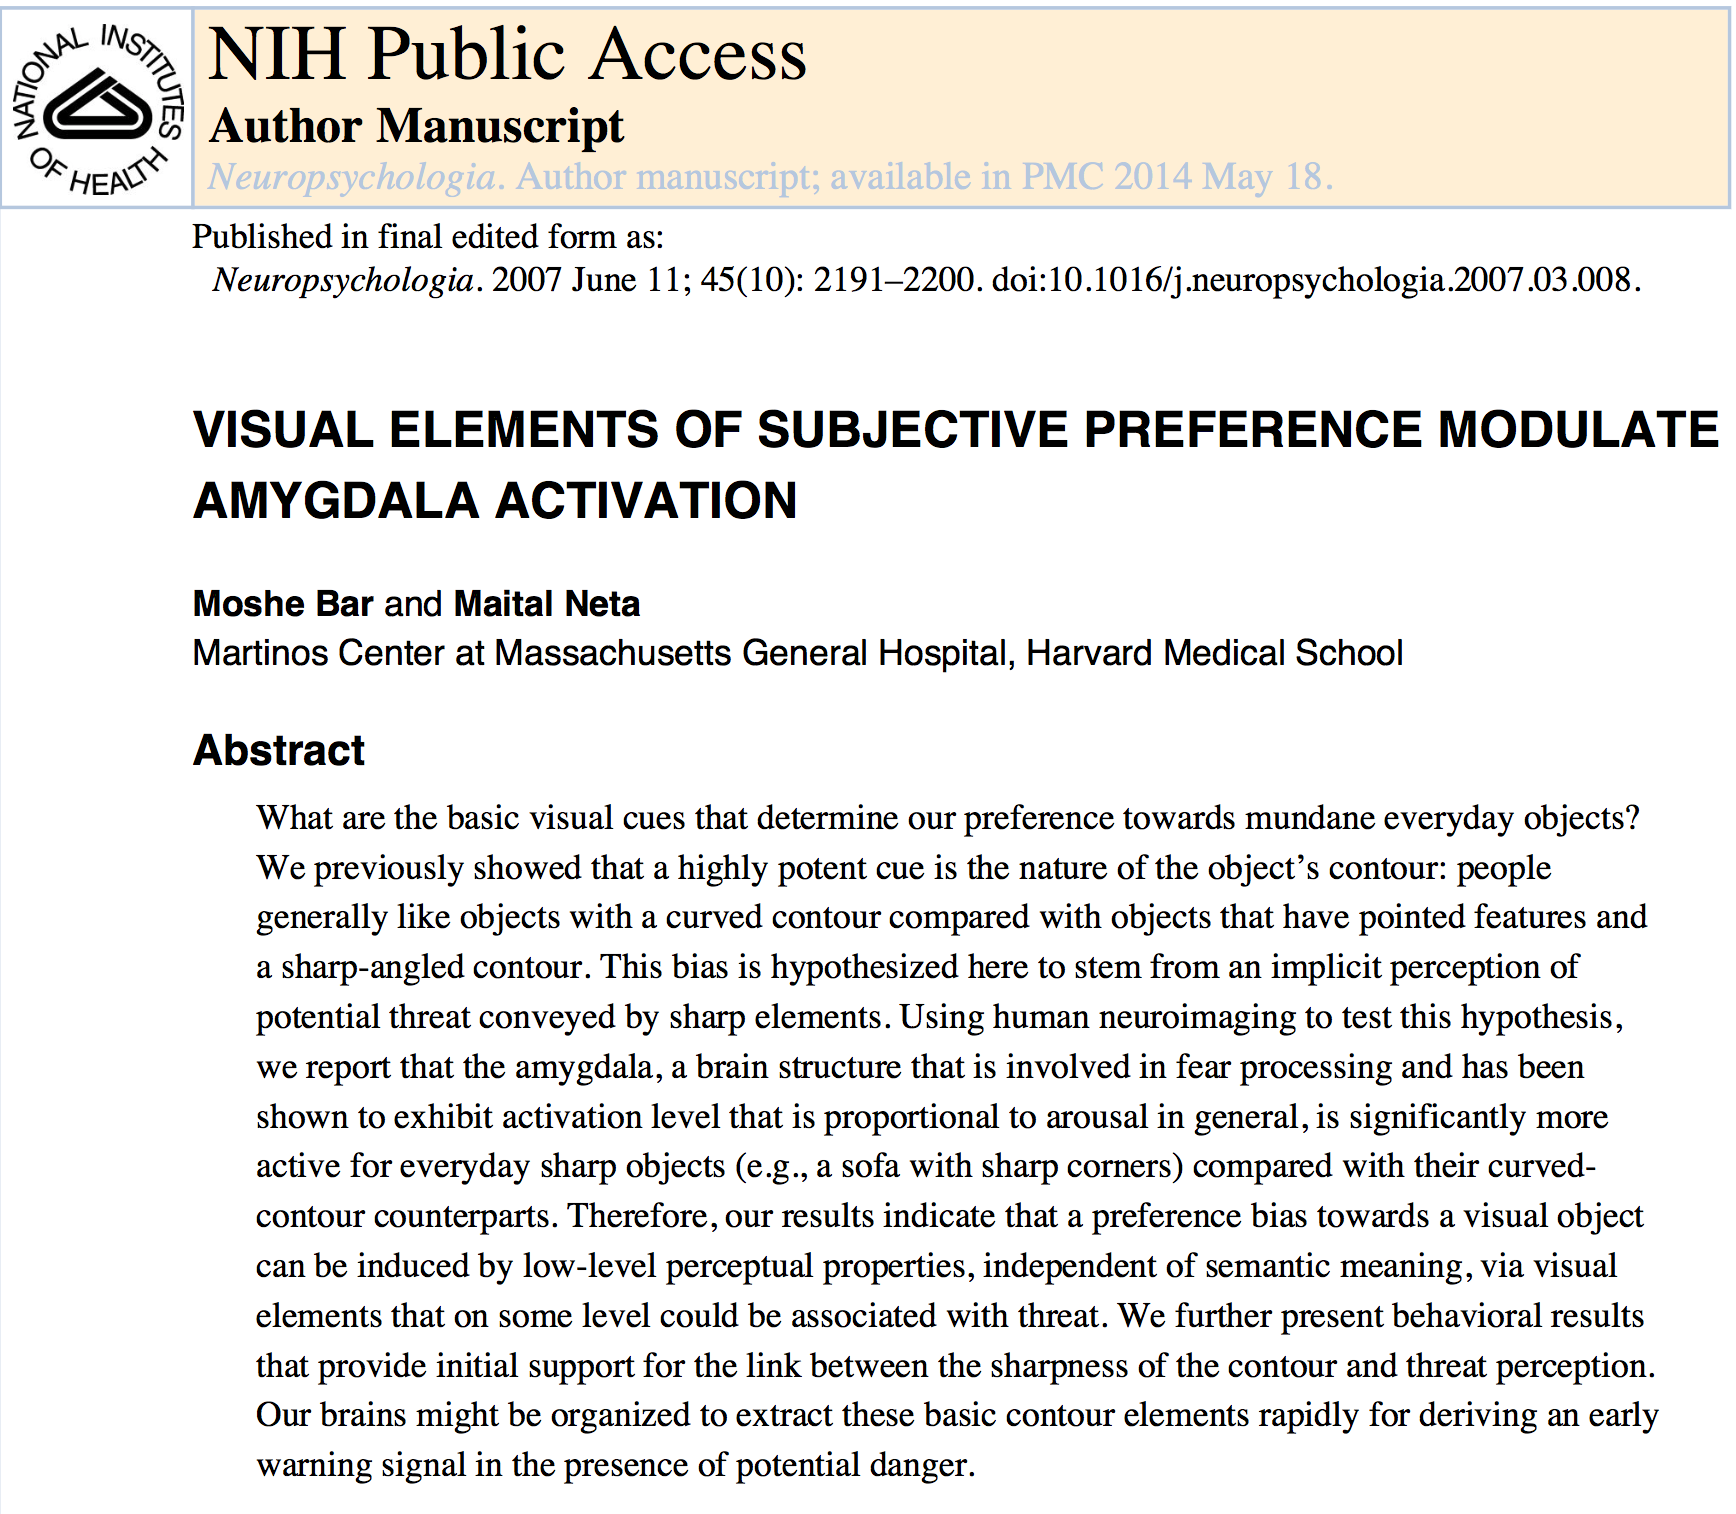 NATIONAL INSTITUTES
OF HEALTH
NIH Public Access
Author Manuscript
Neuropsychologia. Author manuscript; available in PMC 2014 May 18.
Published in final edited form as:
Neuropsychologia. 2007 June 11; 45(10): 2191–2200. doi:10.1016/j.neuropsychologia.2007.03.008.
VISUAL ELEMENTS OF SUBJECTIVE PREFERENCE MODULATE
AMYGDALA ACTIVATION
Moshe Bar and Maital Neta
Martinos Center at Massachusetts General Hospital, Harvard Medical School
Abstract
What are the basic visual cues that determine our preference towards mundane everyday objects?
We previously showed that a highly potent cue is the nature of the object’s contour: people
generally like objects with a curved contour compared with objects that have pointed features and
a sharp-angled contour. This bias is hypothesized here to stem from an implicit perception of
potential threat conveyed by sharp elements. Using human neuroimaging to test this hypothesis,
we report that the amygdala, a brain structure that is involved in fear processing and has been
shown to exhibit activation level that is proportional to arousal in general, is significantly more
active for everyday sharp objects (e.g., a sofa with sharp corners) compared with their curved-
contour counterparts. Therefore, our results indicate that a preference bias towards a visual object
can be induced by low-level perceptual properties, independent of semantic meaning, via visual
elements that on some level could be associated with threat. We further present behavioral results
that provide initial support for the link between the sharpness of the contour and threat perception.
Our brains might be organized to extract these basic contour elements rapidly for deriving an early
warning signal in the presence of potential danger.